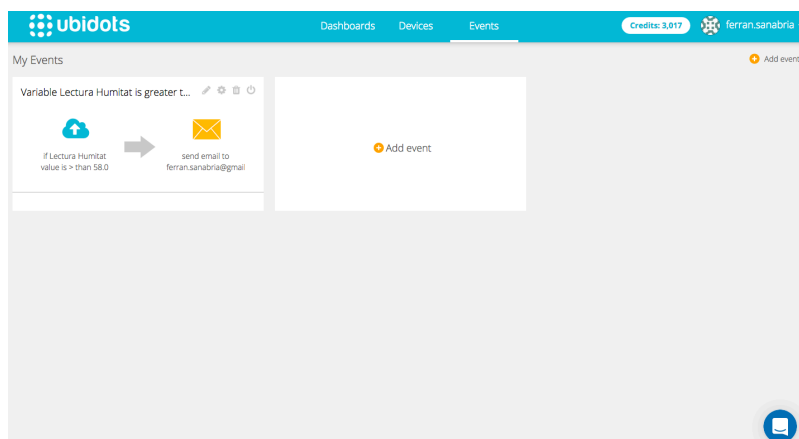 ubidots
Dashboards Devices Events
Credits: 3,017 ferran.sanabria
My Events
Add event
Variable Lectura Humitat is greater t...
if Lectura Humitat
value is > than 58.0
send email to
ferran.sanabria@gmail
Add event